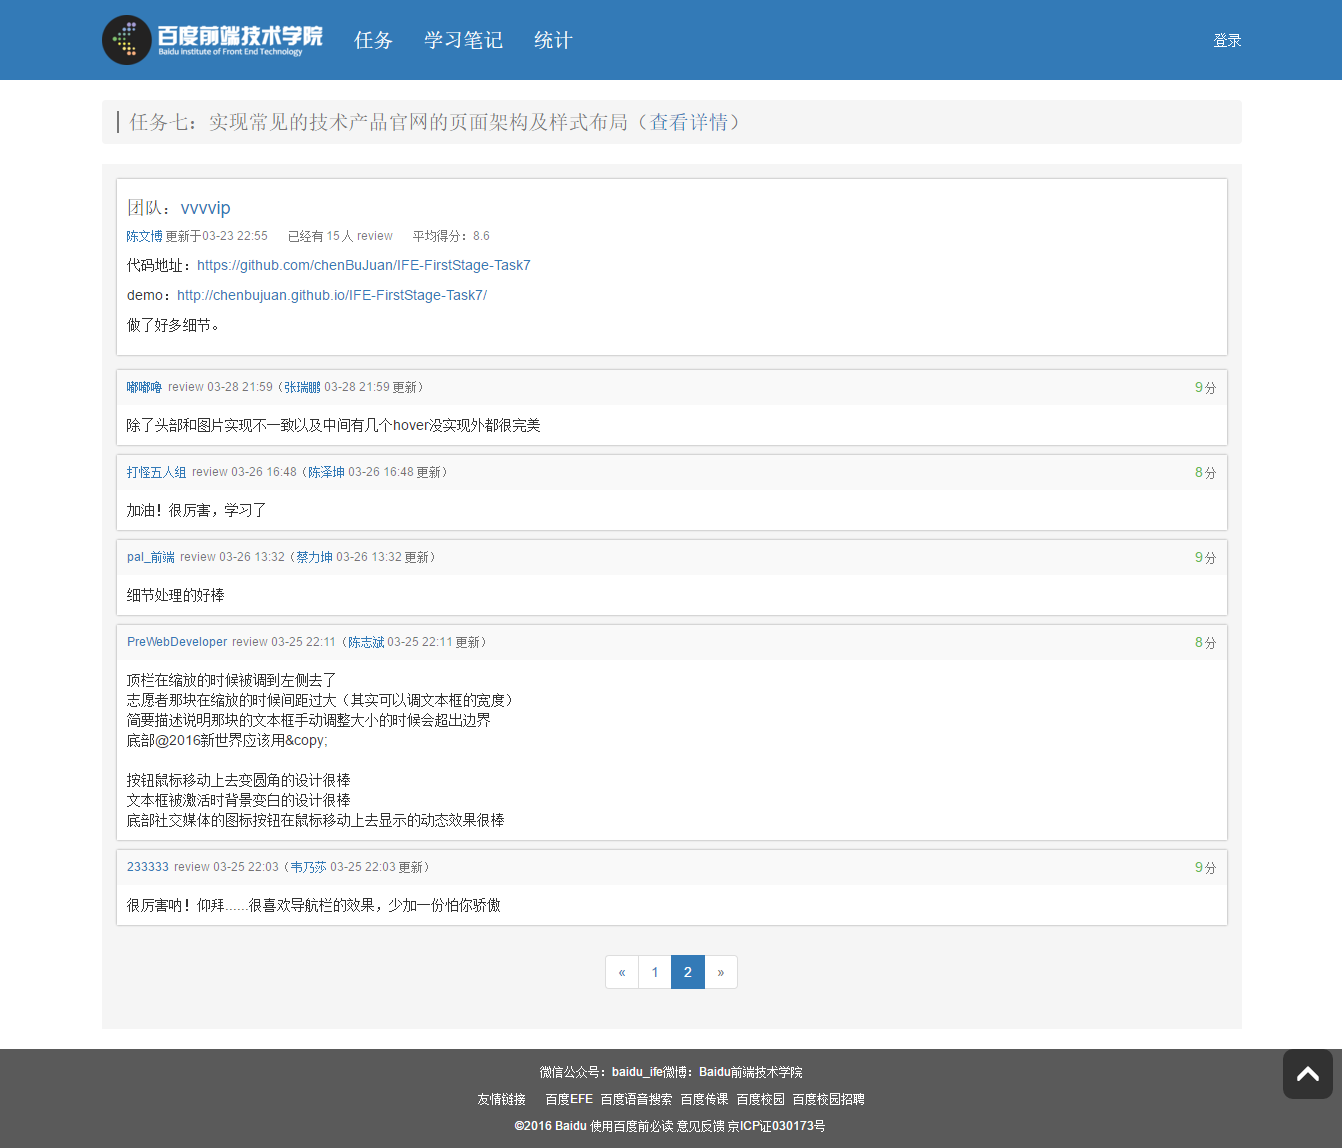 百度前端技术学院
Baidu Institute of Front End Technology
任务 学习笔记 统计
登录
任务七：实现常见的技术产品官网的页面架构及样式布局（查看详情）
团队：vvvvip
陈文博 更新于03-23 22:55 已经有 15 人 review 平均得分：8.6
代码地址：https://github.com/chenBuJuan/IFE-FirstStage-Task7
demo：http://chenbujuan.github.io/IFE-FirstStage-Task7/
做了好多细节。
嘟嘟噜 review 03-28 21:59（张瑞鹏 03-28 21:59 更新） 9 分
除了头部和图片实现不一致以及中间有几个hover没实现外都很完美
打怪五人组 review 03-26 16:48（陈泽坤 03-26 16:48 更新） 8 分
加油！很厉害，学习了
pal_前端 review 03-26 13:32（蔡力坤 03-26 13:32 更新） 9 分
细节处理的好棒
PreWebDeveloper review 03-25 22:11（陈志斌 03-25 22:11 更新） 8 分
顶栏在缩放的时候被调到左侧去了
志愿者那块在缩放的时候间距过大（其实可以调文本框的宽度）
简要描述说明那块的文本框手动调整大小的时候会超出边界
底部@2016新世界应该用&copy;
按钮鼠标移动上去变圆角的设计很棒
文本框被激活时背景变白的设计很棒
底部社交媒体的图标按钮在鼠标移动上去显示的动态效果很棒
233333 review 03-25 22:03（韦乃莎 03-25 22:03 更新） 9 分
很厉害呐！仰拜......很喜欢导航栏的效果，少加一份怕你骄傲
« 1 2 »
微信公众号：baidu_ife微博：Baidu前端技术学院
友情链接 百度EFE 百度语音搜索 百度传课 百度校园 百度校园招聘
©2016 Baidu 使用百度前必读 意见反馈 京ICP证030173号